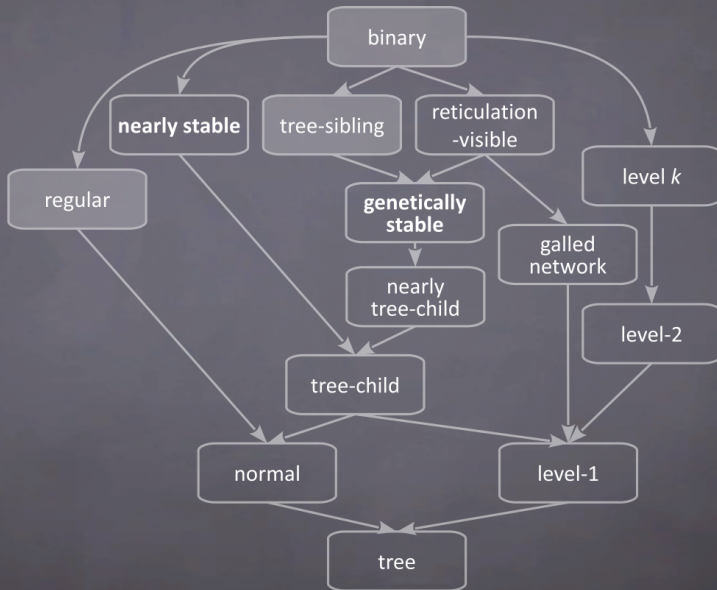 binary
nearly stable
tree-sibling
reticulation
-visible
level k
regular
genetically
stable
galled
network
nearly
tree-child
level-2
tree-child
normal
level-1
tree